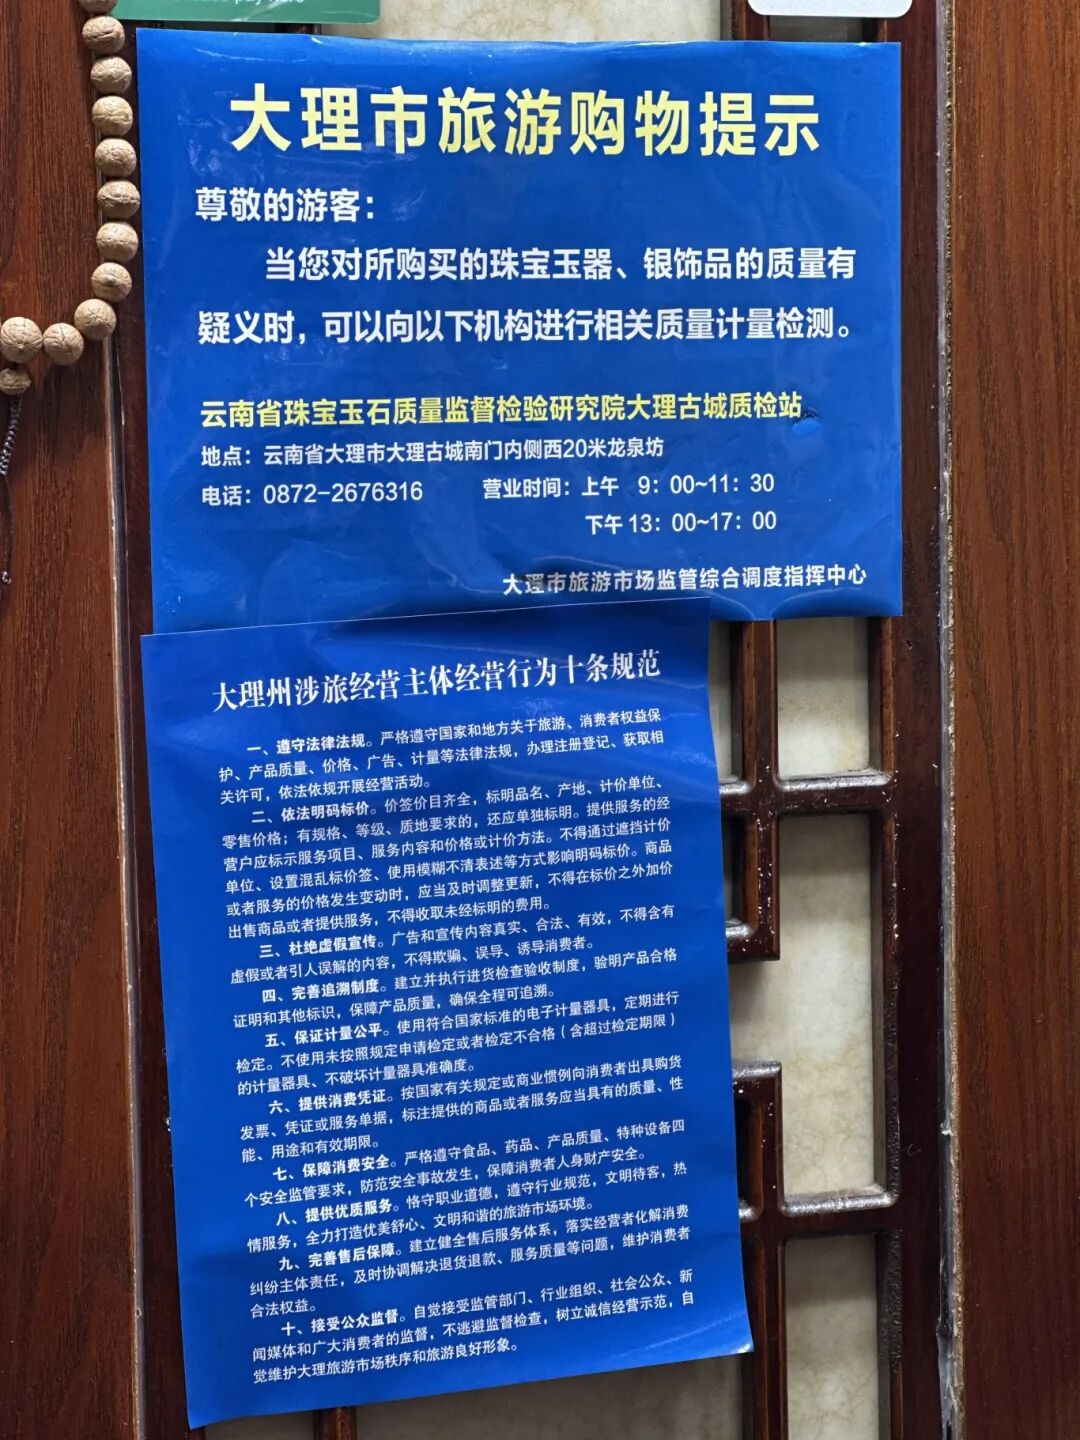 大理市旅游购物提示
尊敬的游客：
当您对所购买的珠宝玉器、银饰品的质量有
疑义时，可以向以下机构进行相关质量计量检测。
云南省珠宝玉石质量监督检验研究院大理古城质检站
地点：云南省大理市大理古城南门内侧西20米龙泉坊
电话：0872-2676316 营业时间：上午 9：00~11：30
下午 13：00~17：00
大理市旅游市场监管综合调度指挥中心
大理州涉旅经营主体经营行为十条规范
一、遵守法律法规。严格遵守国家和地方关于旅游、消费者权益保
护、产品质量、价格、广告、计量等法律法规，办理注册登记、获取相
关许可，依法依规开展经营活动。
二、依法明码标价。价签价目齐全，标明品名、产地、计价单位、
零售价格；有规格、等级、质地要求的，还应单独标明。提供服务的经
营户应标示服务项目、服务内容和价格或计价方法。不得通过遮挡计价
单位、设置混乱标价签、使用模糊不清表述等方式影响明码标价。商品
或者服务的价格发生变动时，应当及时调整更新，不得在标价之外加价
出售商品或者提供服务，不得收取未经标明的费用。
三、杜绝虚假宣传。广告和宣传内容真实、合法、有效，不得含有
虚假或者引人误解的内容，不得欺骗、误导、诱导消费者。
四、完善追溯制度。建立并执行进货检查验收制度，验明产品合格
证明和其他标识，保障产品质量，确保全程可追溯。
五、保证计量公平。使用符合国家标准的电子计量器具，定期进行
检定。不使用未按照规定申请检定或者检定不合格（含超过检定期限）
的计量器具、不破坏计量器具准确度。
六、提供消费凭证。按国家有关规定或商业惯例向消费者出具购货
发票、凭证或服务单据，标注提供的商品或者服务应当具有的质量、性
能、用途和有效期限。
七、保障消费安全。严格遵守食品、药品、产品质量、特种设备四
个安全监管要求，防范安全事故发生，保障消费者人身财产安全。
八、提供优质服务。恪守职业道德，遵守行业规范，文明待客，热
情服务，全力打造优美舒心、文明和谐的旅游市场环境。
九、完善售后保障。建立健全售后服务体系，落实经营者化解消费
纠纷主体责任，及时协调解决退货退款、服务质量等问题，维护消费者
合法权益。
十、接受公众监督。自觉接受监管部门、行业组织、社会公众、新
闻媒体和广大消费者的监督，不逃避监督检查，树立诚信经营示范，自
觉维护大理旅游市场秩序和旅游良好形象。